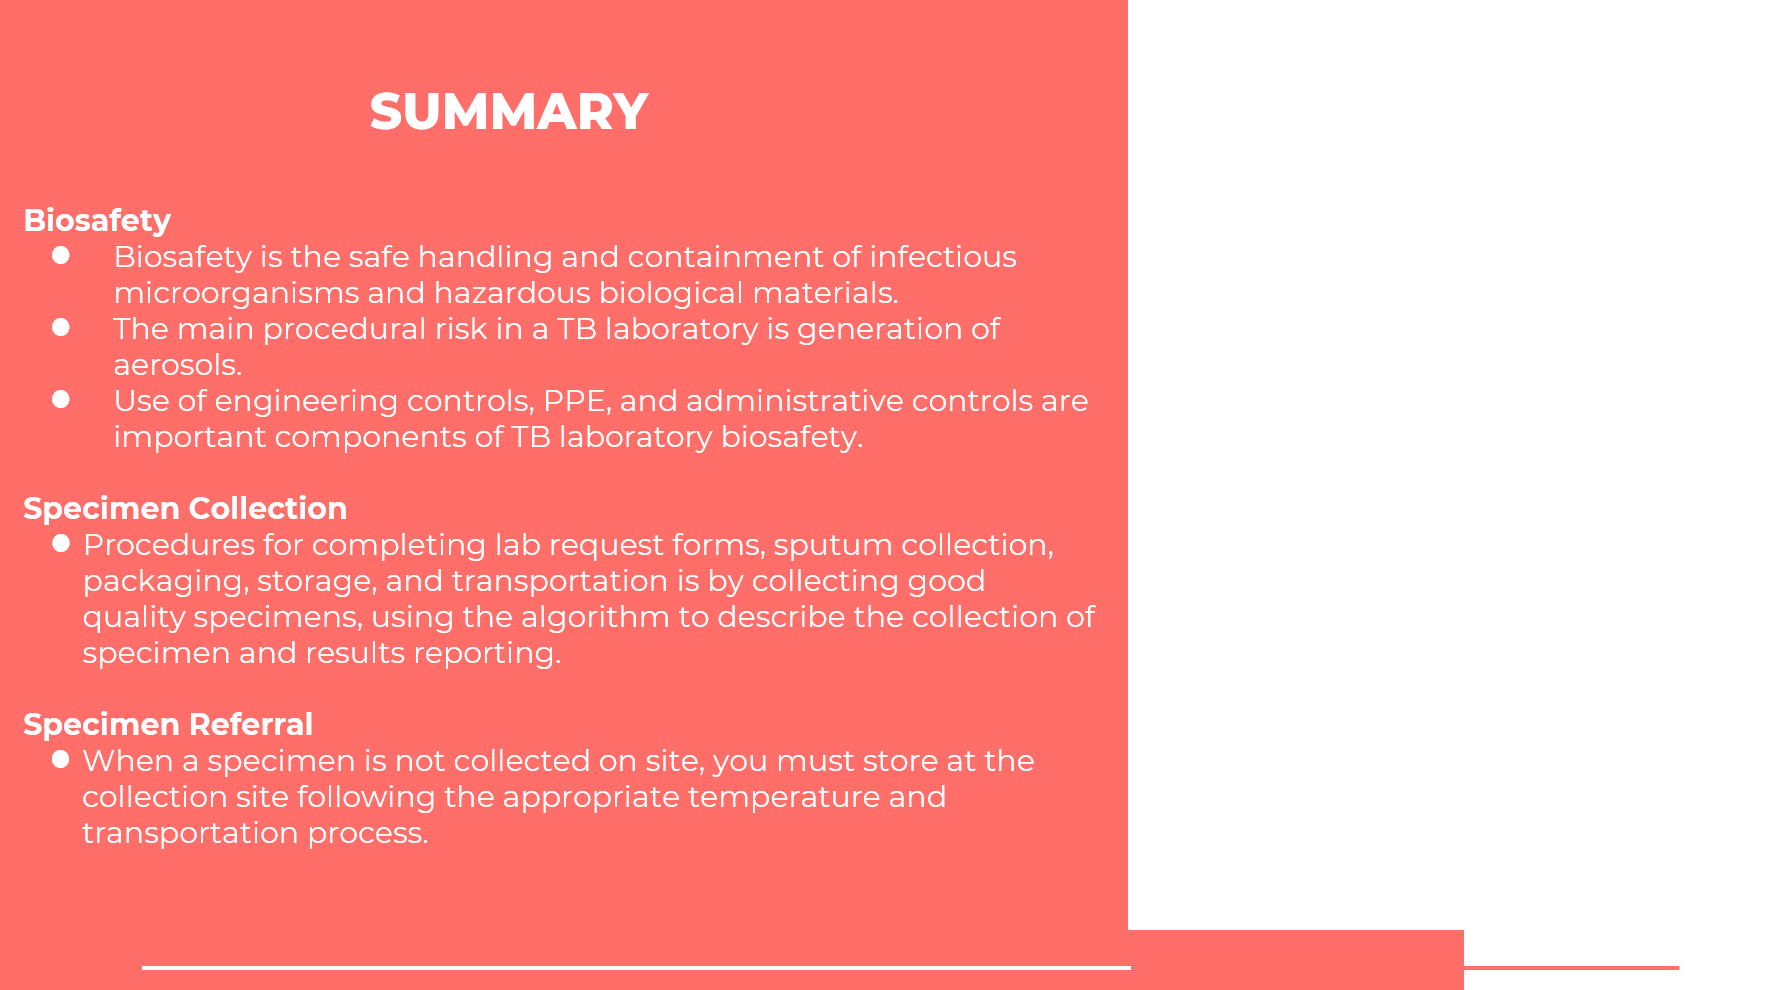 SUMMARY
Biosafety
● Biosafety is the safe handling and containment of infectious
microorganisms and hazardous biological materials.
● The main procedural risk in a TB laboratory is generation of
aerosols.
● Use of engineering controls, PPE, and administrative controls are
important components of TB laboratory biosafety.
Specimen Collection
● Procedures for completing lab request forms, sputum collection,
packaging, storage, and transportation is by collecting good
quality specimens, using the algorithm to describe the collection of
specimen and results reporting.
Specimen Referral
● When a specimen is not collected on site, you must store at the
collection site following the appropriate temperature and
transportation process.